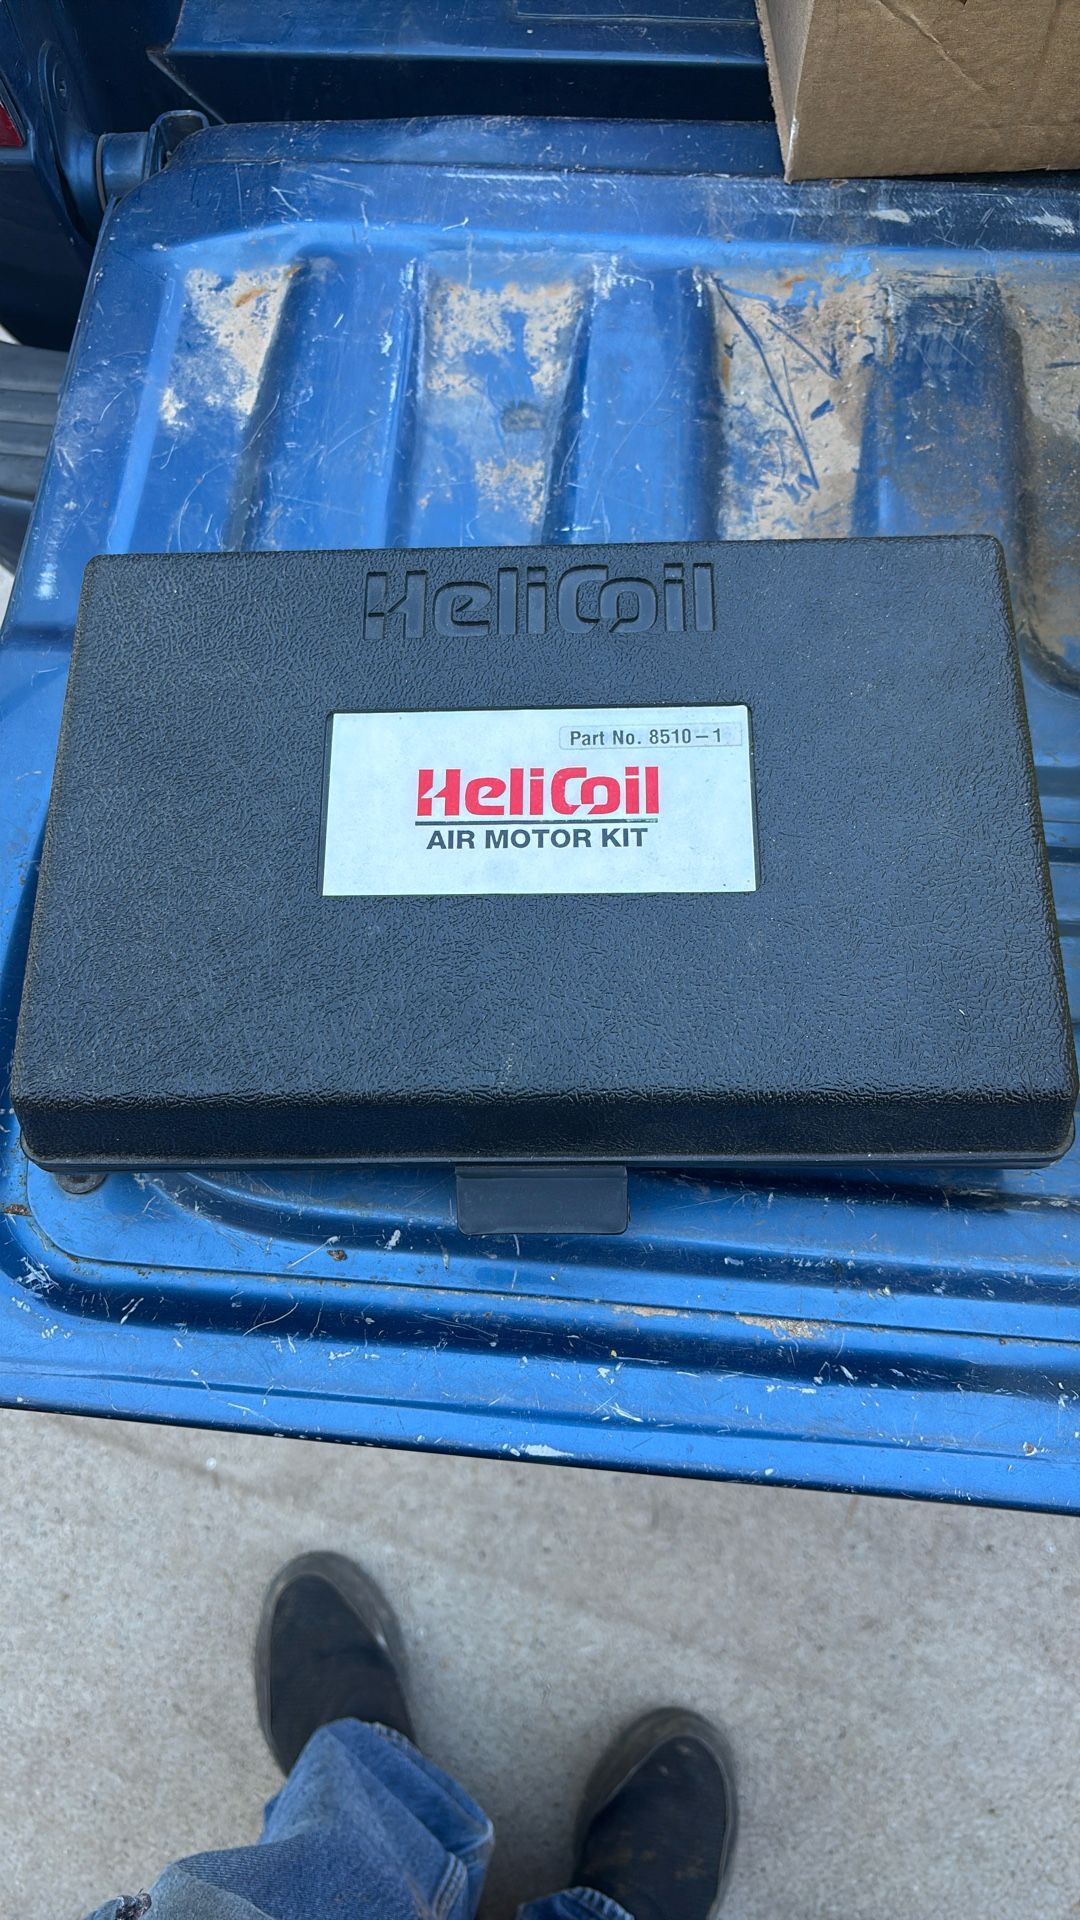 HeliCoil
Part No. 8510-1
HeliCoil
AIR MOTOR KIT